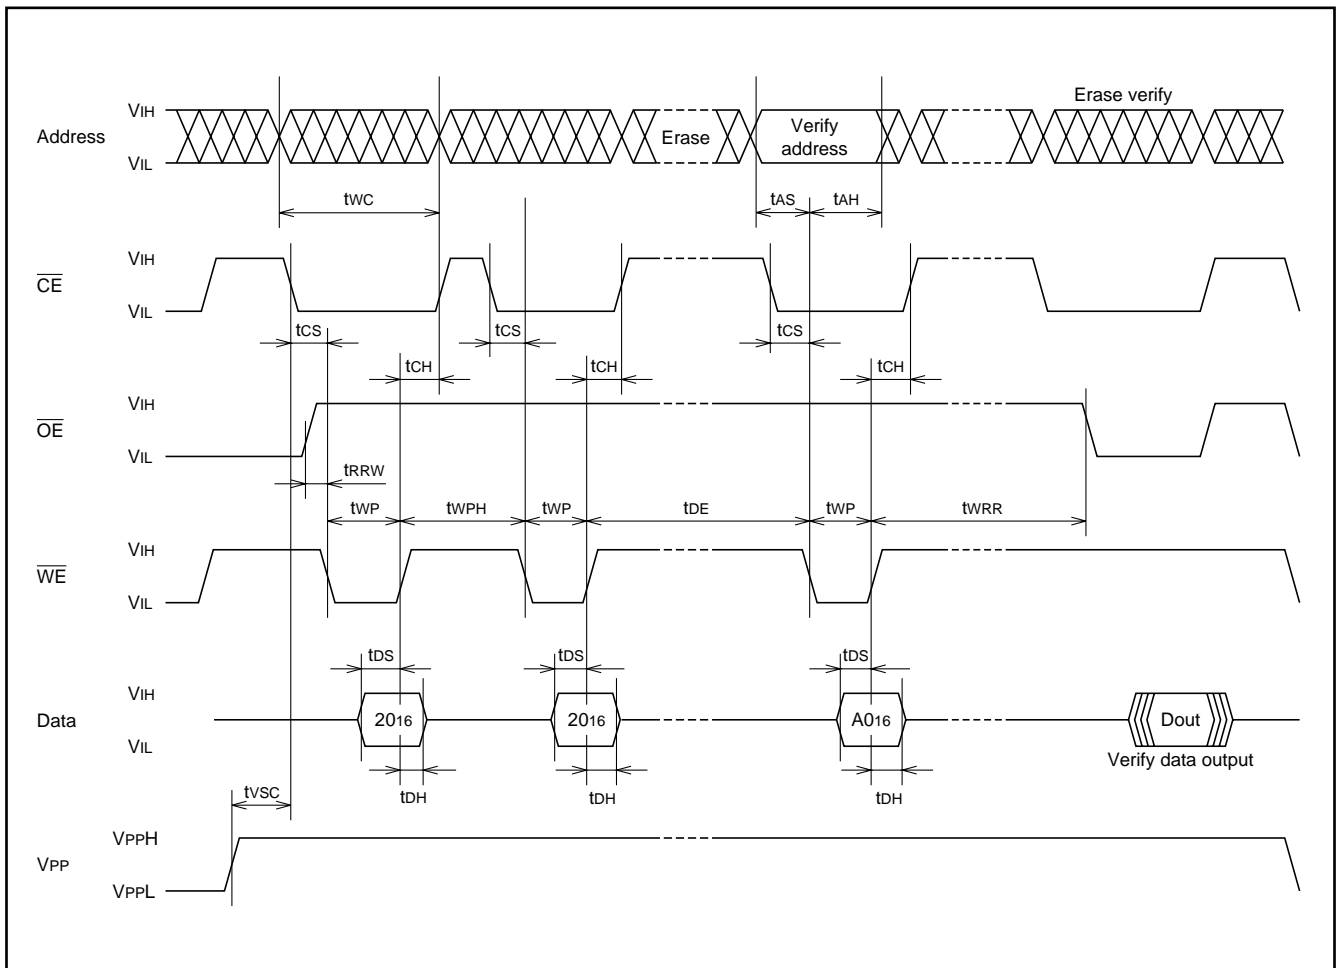 Erase verify
VIH
Address
Erase
Verify
address
VIL
tWC
tAS
tAH
VIH
CE
VIL
tCS
tCS
tCS
tCH
tCH
tCH
VIH
OE
VIL
tRRW
tWP
tWPH
tWP
tDE
tWP
tWRR
VIH
WE
VIL
tDS
tDS
tDS
VIH
Data
2016
2016
A016
Dout
VIL
Verify data output
tDH
tDH
tDH
tVSC
VPPH
VPP
VPPL